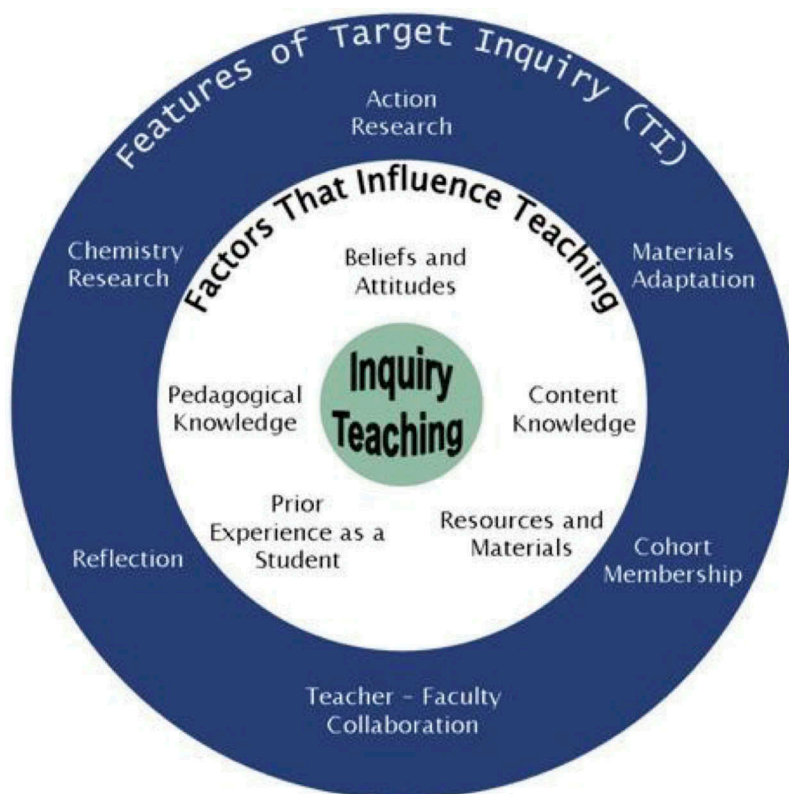 Features of Target Inquiry (TI)
Action
Research
Chemistry
Research
Materials
Adaptation
Reflection
Cohort
Membership
Teacher – Faculty
Collaboration
Factors That Influence Teaching
Beliefs and
Attitudes
Pedagogical
Knowledge
Content
Knowledge
Prior
Experience as a
Student
Resources and
Materials
Inquiry
Teaching